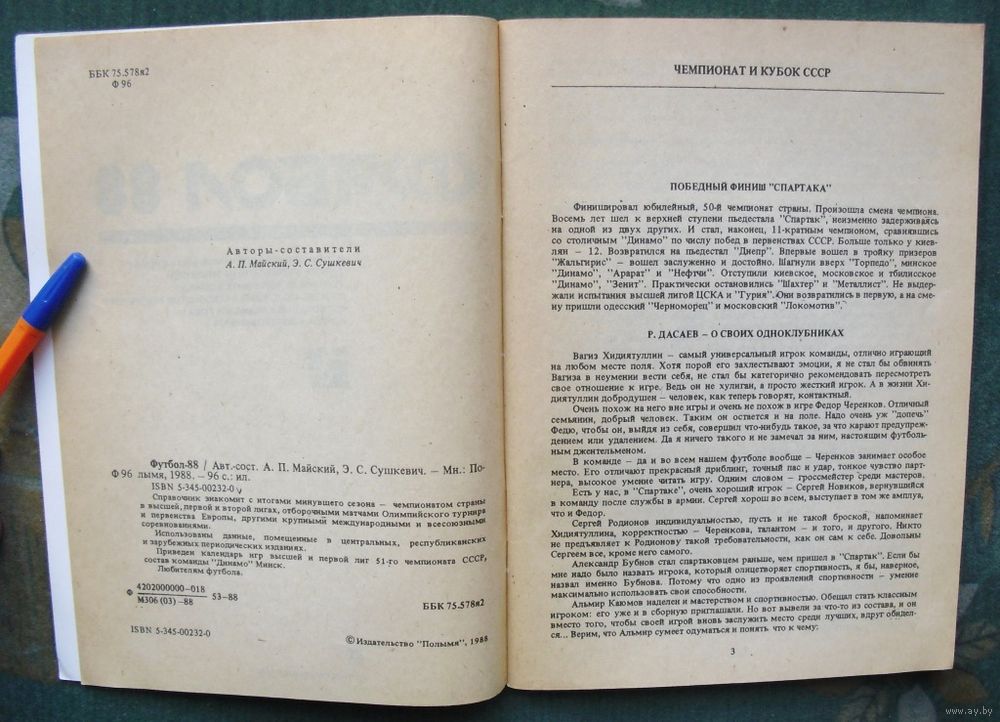 ББК 75.578я2
Ф 96
Авторы-составители
А. П. Майский, Э. С. Сушкевич
Футбол-88 / Авт.-сост. А. П. Майский, Э. С. Сушкевич. — Мн.: По-
Ф 96 лымя, 1988. — 96 с.: ил.
ISBN 5-345-00232-0
Справочник знакомит с итогами минувшего сезона — чемпионатом страны
в высшей, первой и второй лигах, отборочными матчами Олимпийского турнира
и первенства Европы, другими крупными международными и всесоюзными
соревнованиями.
Использованы данные, помещенные в центральных, республиканских
и зарубежных периодических изданиях.
Приведен календарь игр высшей и первой лиг 51-го чемпионата СССР,
состав команды "Динамо" Минск.
Любителям футбола.
Ф 4202000000—018
М306 (03) —88
53—88
ББК 75.578я2
ISBN 5-345-00232-0
© Издательство "Полымя", 1988
ЧЕМПИОНАТ И КУБОК СССР
ПОБЕДНЫЙ ФИНИШ "СПАРТАКА"
Финишировал юбилейный, 50-й чемпионат страны. Произошла смена чемпиона.
Восемь лет шел к верхней ступени пьедестала "Спартак", неизменно задерживаясь
на одной из двух других. И стал, наконец, 11-кратным чемпионом, сравнявшись
со столичным "Динамо" по числу побед в первенствах СССР. Больше только у киев-
лян — 12. Возвратился на пьедестал "Днепр". Впервые вошел в тройку призеров
"Жальгирис" — вошел заслуженно и достойно. Шагнули вверх "Торпедо", минское
"Динамо", "Арарат" и "Нефтчи". Отступили киевское, московское и тбилисское
"Динамо", "Зенит". Практически остановились "Шахтер" и "Металлист". Не выдер-
жали испытания высшей лигой ЦСКА и "Гурия". Они возвратились в первую, а на сме-
ну пришли одесский "Черноморец" и московский "Локомотив".
Р. ДАСАЕВ — О СВОИХ ОДНОКЛУБНИКАХ
Вагиз Хидиятуллин — самый универсальный игрок команды, отлично играющий
на любом месте поля. Хотя порой его захлестывают эмоции, я не стал бы обвинять
Вагиза в неумении вести себя, не стал бы категорично рекомендовать пересмотреть
свое отношение к игре. Ведь он не хулиган, а просто жесткий игрок. А в жизни Хи-
диятуллин добродушен — человек, как теперь говорят, контактный.
Очень похож на него вне игры и очень не похож в игре Федор Черенков. Отличный
семьянин, добрый человек. Таким он остается и на поле. Надо очень уж "допечь"
Федю, чтобы он, выйдя из себя, совершил что-нибудь такое, за что карают предупреж-
дением или удалением. Да я ничего такого и не замечал за ним, настоящим футболь-
ным джентельменом.
В команде — да и во всем нашем футболе вообще — Черенков занимает особое
место. Его отличают прекрасный дриблинг, точный пас и удар, тонкое чувство парт-
нера, высокое умение читать игру. Одним словом — гроссмейстер среди мастеров.
Есть у нас, в "Спартаке", очень хороший игрок — Сергей Новиков, вернувшийся
в команду после службы в армии. Сергей хорош во всем, выступает в том же амплуа,
что и Федор.
Сергей Родионов индивидуальностью, пусть и не такой броской, напоминает
Хидиятуллина, корректностью — Черенкова, талантом — и того, и другого. Никто
не предъявляет к Родионову такой требовательности, как он сам к себе. Довольны
Сергеем все, кроме него самого.
Александр Бубнов стал спартаковцем раньше, чем пришел в "Спартак". Если бы
мне надо было назвать игрока, который олицетворяет спортивность, я бы, наверное,
назвал именно Бубнова. Потому что одно из проявлений спортивности — умение
максимально использовать свои способности.
Альмир Каюмов наделен и мастерством и спортивностью. Обещал стать классным
игроком: его уже и в сборную приглашали. Но вот вывели за что-то из состава, и он
вместо того, чтобы своей игрой вновь заслужить место среди лучших, вдруг обидел-
ся... Верим, что Альмир сумеет одуматься и понять что к чему.
3
www.ay.by